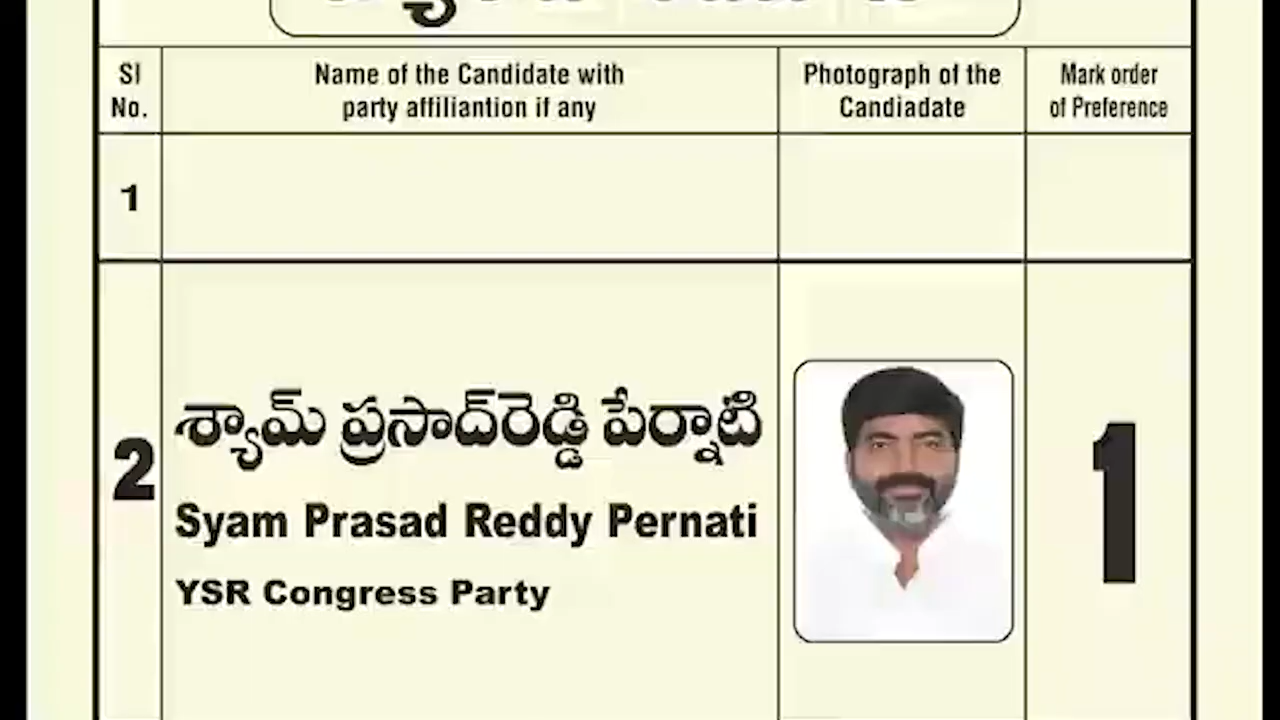 Sl
No.
Name of the Candidate with
party affiliantion if any
Photograph of the
Candiadate
Mark order
of Preference
1
2
శ్యామ్ ప్రసాద్‌రెడ్డి పేర్నాటి
Syam Prasad Reddy Pernati
YSR Congress Party
1